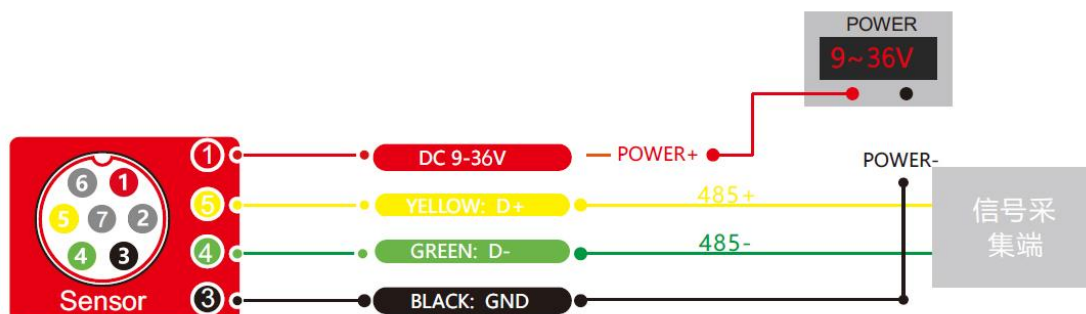 POWER
9~36V
1
DC 9-36V
POWER+
POWER-
6
1
5
YELLOW: D+
485+
信号采
集端
5
7
2
4
GREEN: D-
485-
4
3
Sensor
3
BLACK: GND